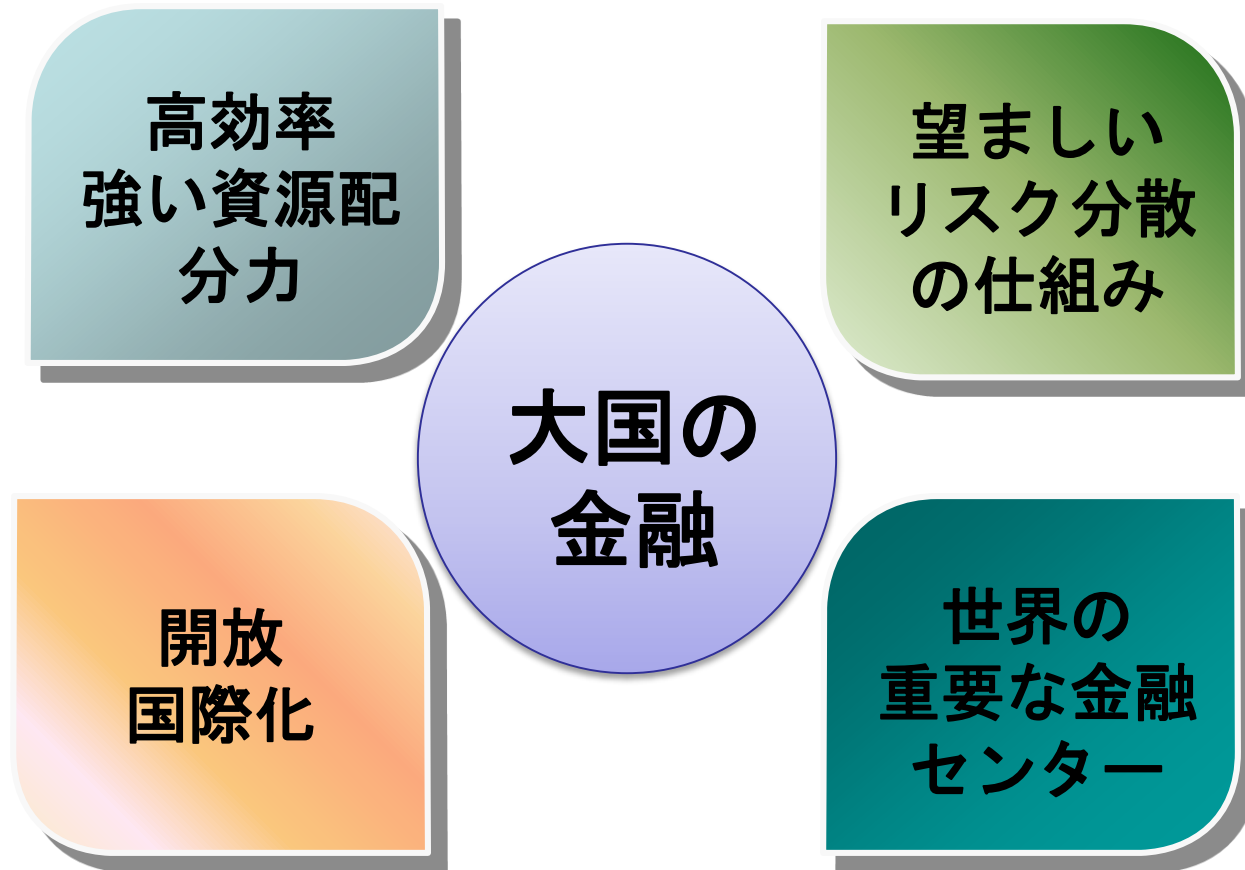 高効率
強い資源配
分力
望ましい
リスク分散
の仕組み
大国の
金融
開放
国際化
世界の
重要な金融
センター